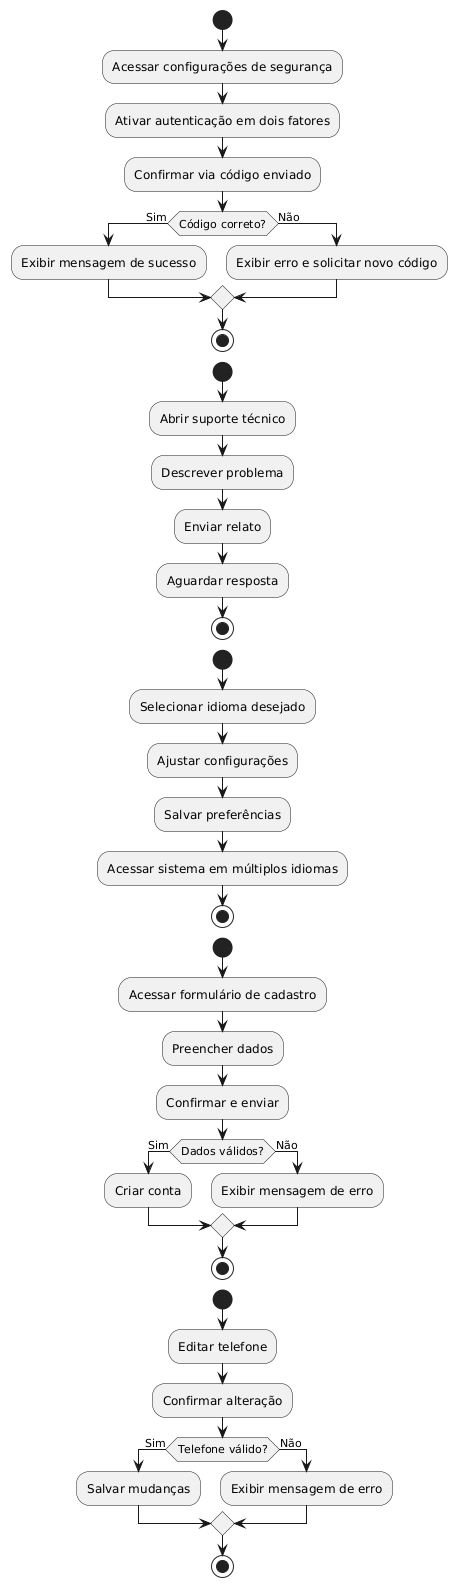 Acessar configurações de segurança
Ativar autenticação em dois fatores
Confirmar via código enviado
Sim
Código correto?
Não
Exibir mensagem de sucesso
Exibir erro e solicitar novo código
Abrir suporte técnico
Descrever problema
Enviar relato
Aguardar resposta
Selecionar idioma desejado
Ajustar configurações
Salvar preferências
Acessar sistema em múltiplos idiomas
Acessar formulário de cadastro
Preencher dados
Confirmar e enviar
Sim
Dados válidos?
Não
Criar conta
Exibir mensagem de erro
Editar telefone
Confirmar alteração
Sim
Telefone válido?
Não
Salvar mudanças
Exibir mensagem de erro